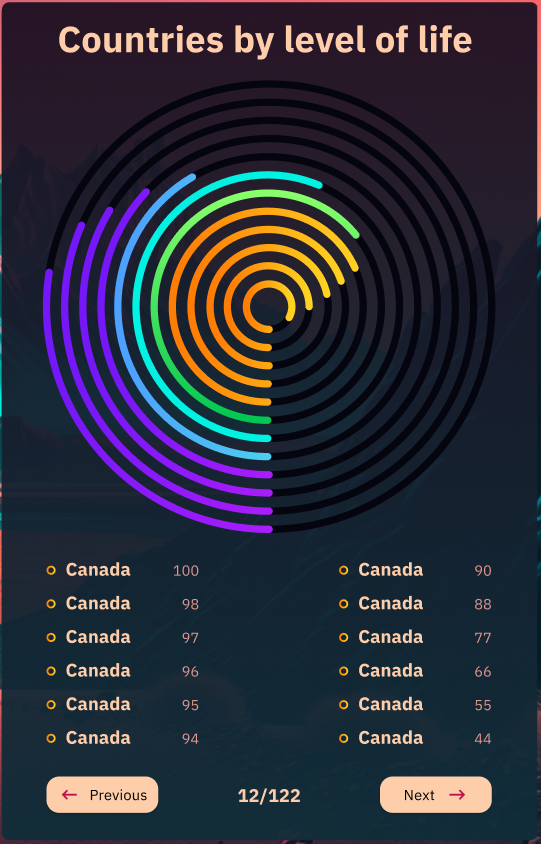 Countries by level of life
Canada 100 Canada 90
Canada 98 Canada 88
Canada 97 Canada 77
Canada 96 Canada 66
Canada 95 Canada 55
Canada 94 Canada 44
← Previous 12/122 Next →